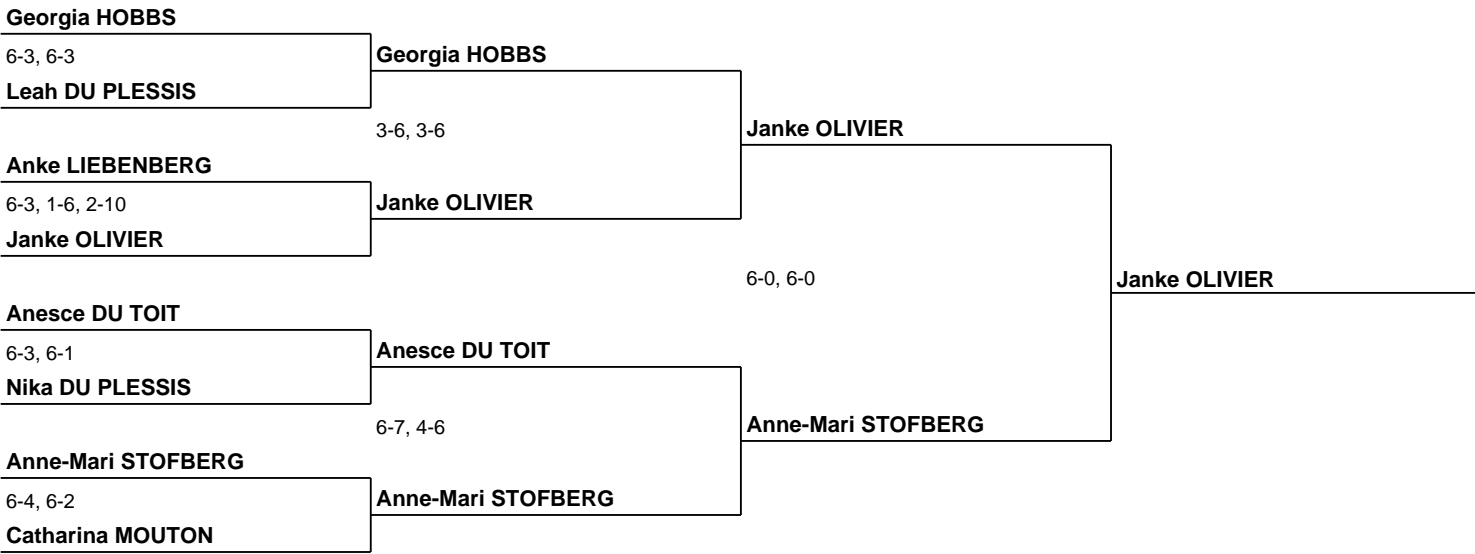 Georgia HOBBS
6-3, 6-3
Georgia HOBBS
Leah DU PLESSIS
3-6, 3-6
Janke OLIVIER
Anke LIEBENBERG
6-3, 1-6, 2-10
Janke OLIVIER
Janke OLIVIER
6-0, 6-0
Janke OLIVIER
Anesce DU TOIT
6-3, 6-1
Anesce DU TOIT
Nika DU PLESSIS
6-7, 4-6
Anne-Mari STOFBERG
Anne-Mari STOFBERG
6-4, 6-2
Anne-Mari STOFBERG
Catharina MOUTON